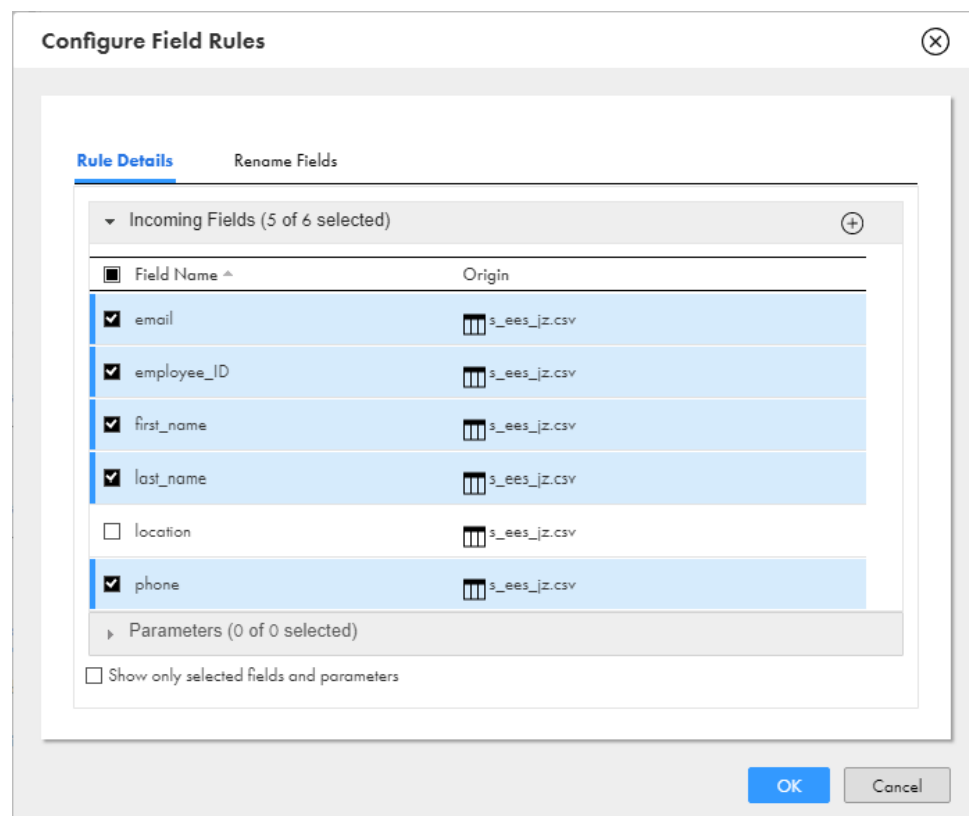 Configure Field Rules
Rule Details Rename Fields
Incoming Fields (5 of 6 selected)
Field Name Origin
email s_ees_jz.csv
employee_ID s_ees_jz.csv
first_name s_ees_jz.csv
last_name s_ees_jz.csv
location s_ees_jz.csv
phone s_ees_jz.csv
Parameters (0 of 0 selected)
Show only selected fields and parameters
OK Cancel